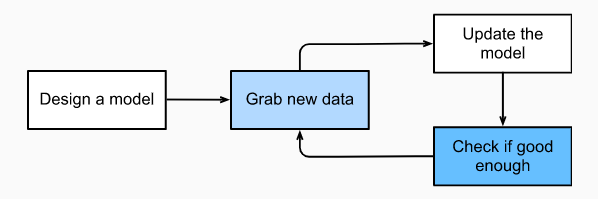 Design a model
Grab new data
Update the
model
Check if good
enough